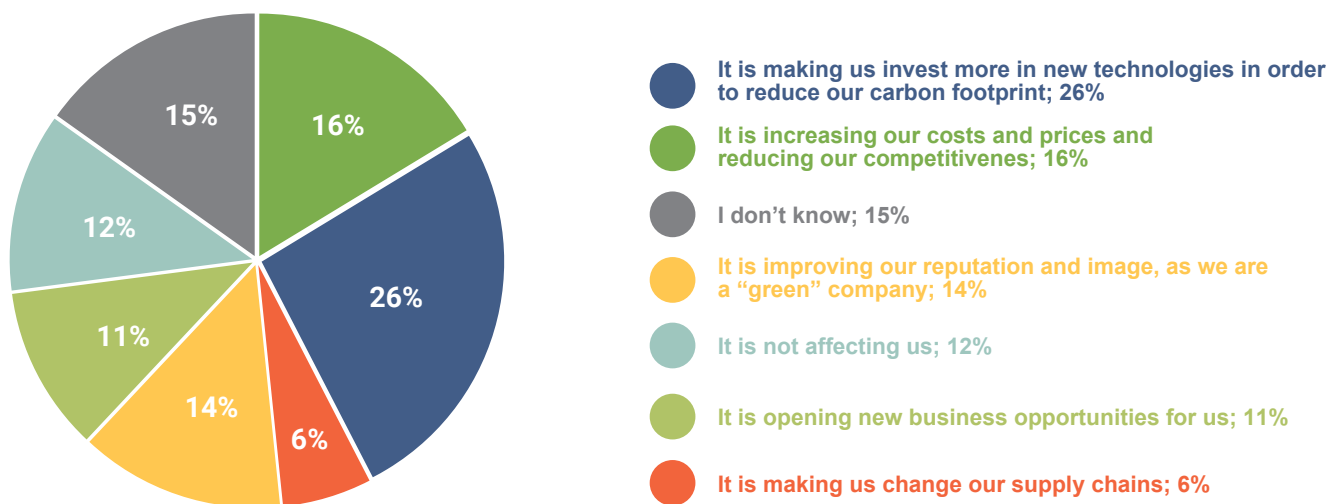 15%
16%
12%
26%
11%
14%
6%
It is making us invest more in new technologies in order
to reduce our carbon footprint; 26%
It is increasing our costs and prices and
reducing our competitivenes; 16%
I don’t know; 15%
It is improving our reputation and image, as we are
a “green” company; 14%
It is not affecting us; 12%
It is opening new business opportunities for us; 11%
It is making us change our supply chains; 6%